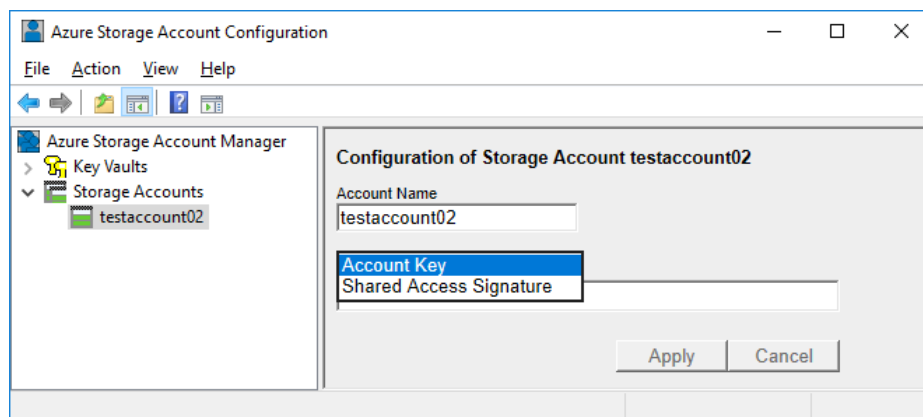 Azure Storage Account Configuration
File Action View Help
Azure Storage Account Manager
Key Vaults
Storage Accounts
testaccount02
Configuration of Storage Account testaccount02
Account Name
testaccount02
Account Key
Shared Access Signature
Apply Cancel